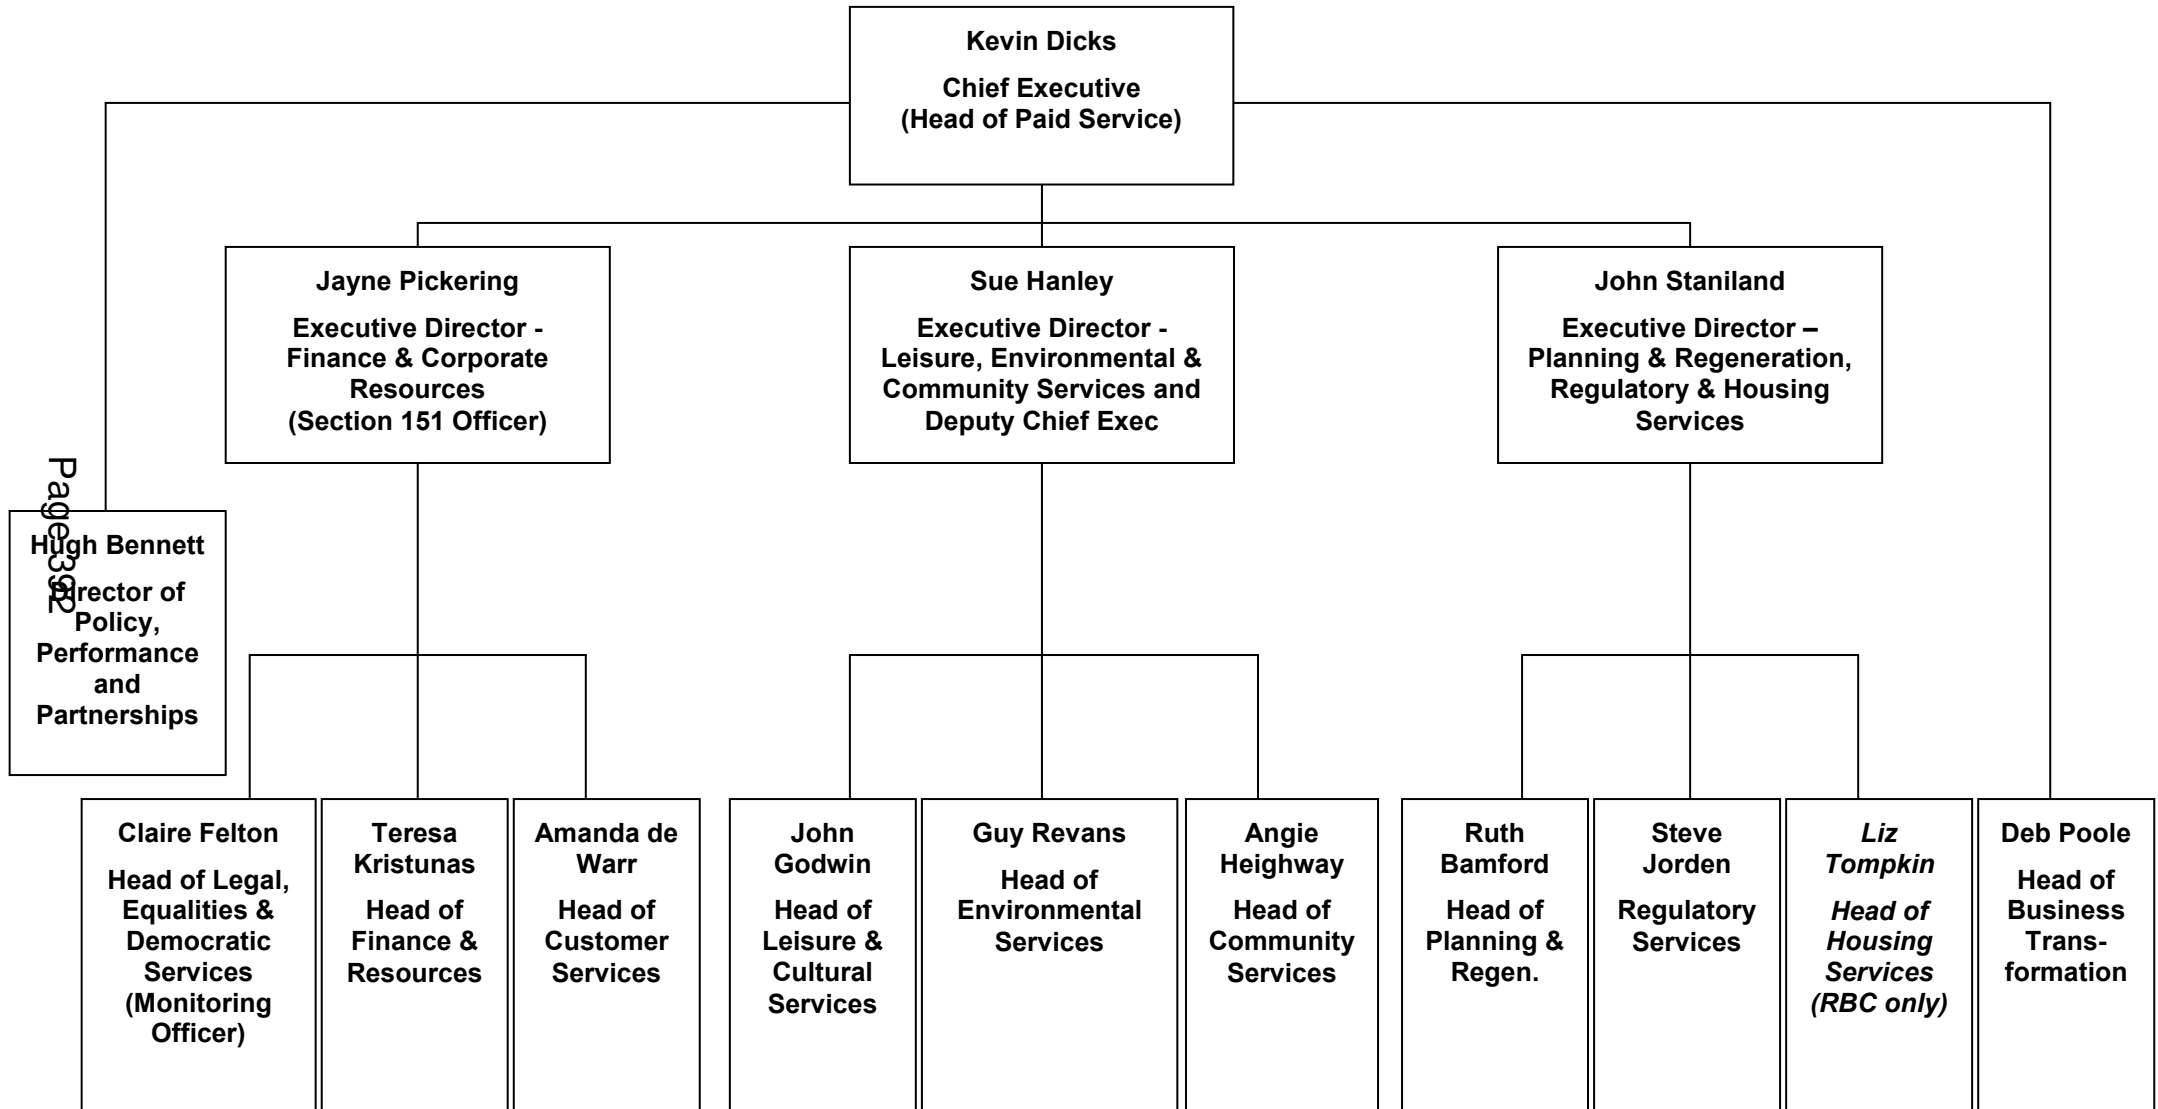 Kevin Dicks
Chief Executive
(Head of Paid Service)
Jayne Pickering
Executive Director -
Finance & Corporate
Resources
(Section 151 Officer)
Sue Hanley
Executive Director -
Leisure, Environmental &
Community Services and
Deputy Chief Exec
John Staniland
Executive Director –
Planning & Regeneration,
Regulatory & Housing
Services
Page 392
Hugh Bennett
Director of
Policy,
Performance
and
Partnerships
Claire Felton
Head of Legal,
Equalities &
Democratic
Services
(Monitoring
Officer)
Teresa
Kristunas
Head of
Finance &
Resources
Amanda de
Warr
Head of
Customer
Services
John
Godwin
Head of
Leisure &
Cultural
Services
Guy Revans
Head of
Environmental
Services
Angie
Heighway
Head of
Community
Services
Ruth
Bamford
Head of
Planning &
Regen.
Steve
Jorden
Regulatory
Services
Liz
Tompkin
Head of
Housing
Services
(RBC only)
Deb Poole
Head of
Business
Trans-
formation